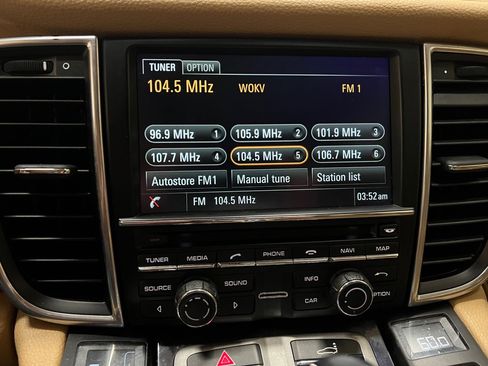 TUNER OPTION
104.5 MHz WOKV FM 1
96.9 MHz 1 105.9 MHz 2 101.9 MHz 3
107.7 MHz 4 104.5 MHz 5 106.7 MHz 6
Autostore FM1 Manual tune Station list
FM 104.5 MHz 03:52am
TUNER MEDIA PHONE NAVI MAP
SOURCE SOUND INFO
CAR OPTION
60.0